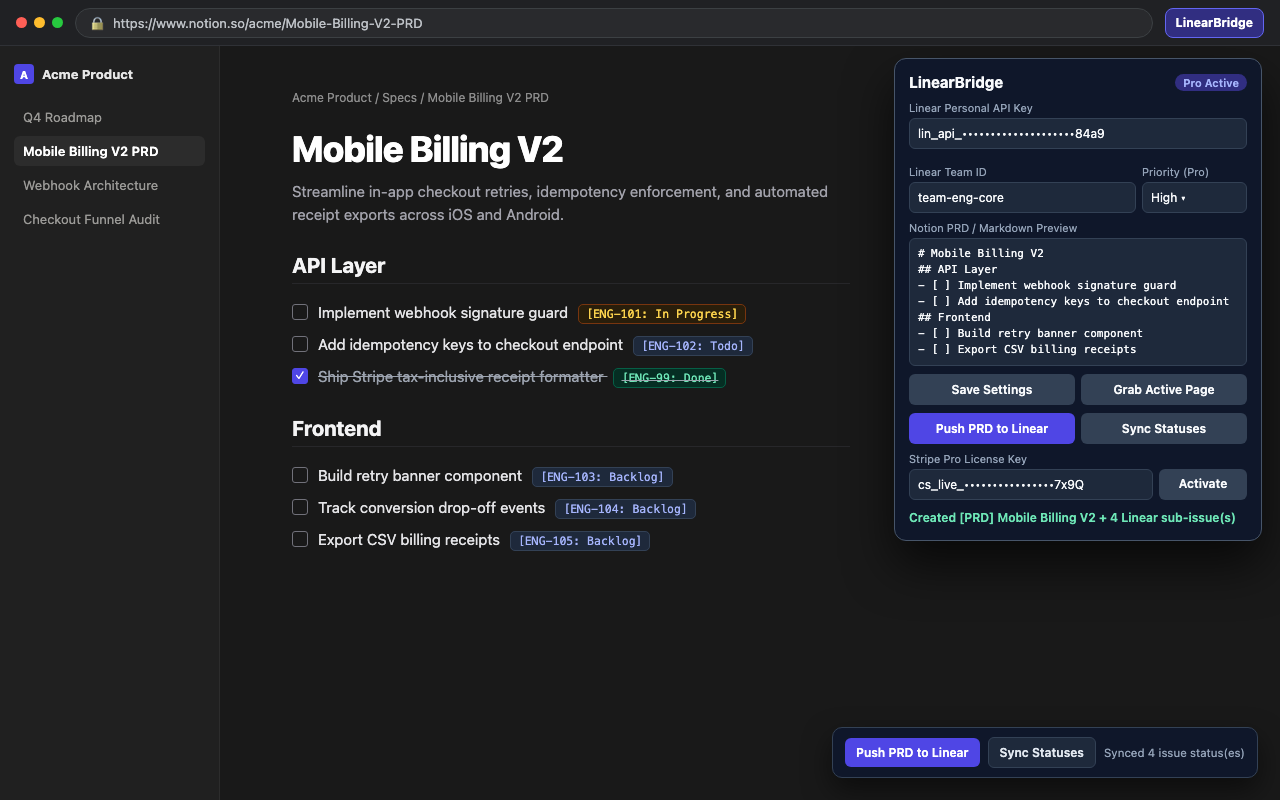 https://www.notion.so/acme/Mobile-Billing-V2-PRD
LinearBridge
A Acme Product
Q4 Roadmap
Mobile Billing V2 PRD
Webhook Architecture
Checkout Funnel Audit
Acme Product / Specs / Mobile Billing V2 PRD
Mobile Billing V2
Streamline in-app checkout retries, idempotency enforcement, and automated
receipt exports across iOS and Android.
API Layer
Implement webhook signature guard [ENG-101: In Progress]
Add idempotency keys to checkout endpoint [ENG-102: Todo]
Ship Stripe tax-inclusive receipt formatter [ENG-99: Done]
Frontend
Build retry banner component [ENG-103: Backlog]
Track conversion drop-off events [ENG-104: Backlog]
Export CSV billing receipts [ENG-105: Backlog]
LinearBridge
Pro Active
Linear Personal API Key
lin_api_••••••••••••••••••••84a9
Linear Team ID
Priority (Pro)
team-eng-core
High ▾
Notion PRD / Markdown Preview
# Mobile Billing V2
## API Layer
- [ ] Implement webhook signature guard
- [ ] Add idempotency keys to checkout endpoint
## Frontend
- [ ] Build retry banner component
- [ ] Export CSV billing receipts
Save Settings
Grab Active Page
Push PRD to Linear
Sync Statuses
Stripe Pro License Key
cs_live_••••••••••••••••7x9Q
Activate
Created [PRD] Mobile Billing V2 + 4 Linear sub-issue(s)
Push PRD to Linear
Sync Statuses
Synced 4 issue status(es)